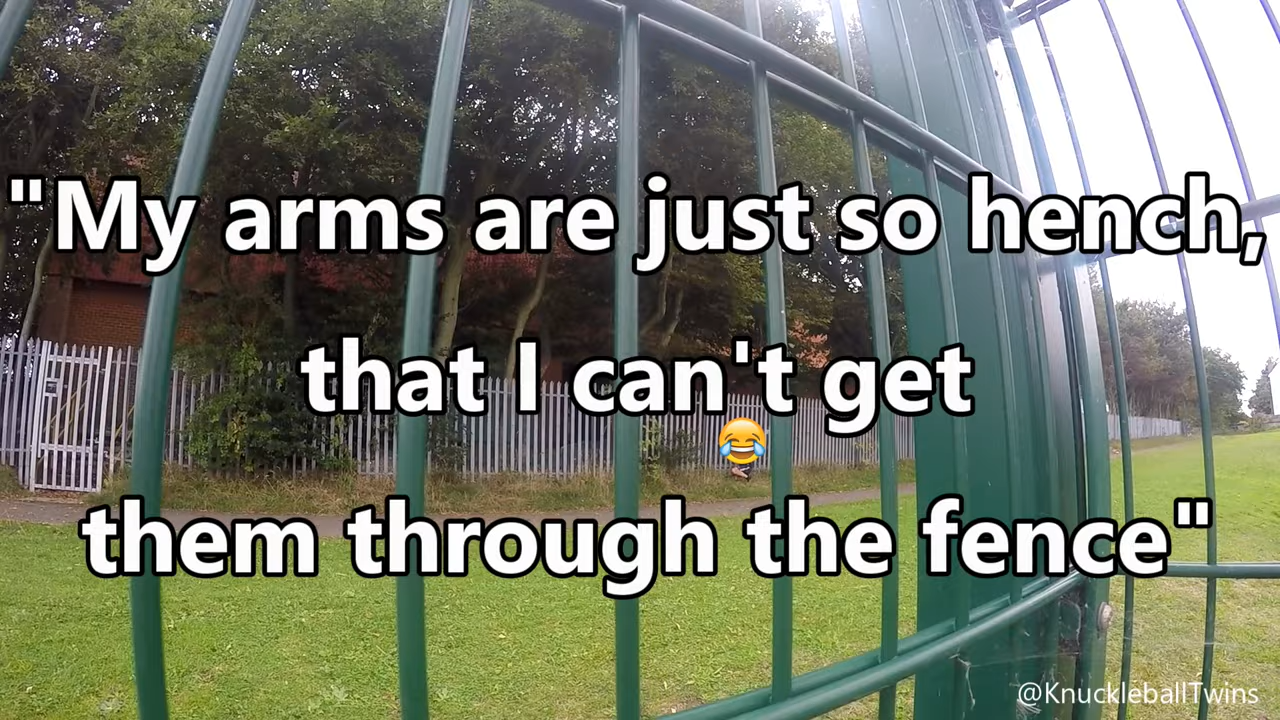 "My arms are just so hench,
that I can't get
them through the fence"
@KnuckleballTwins